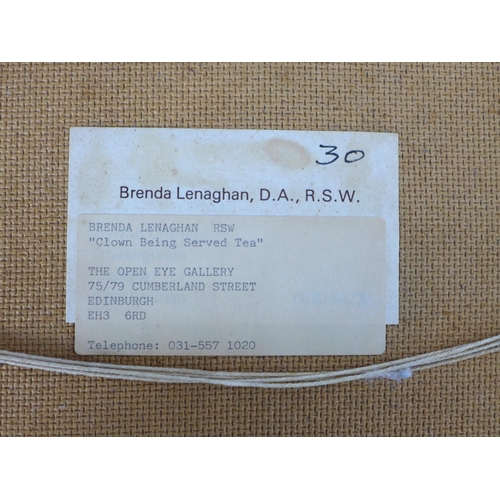 30
Brenda Lenaghan, D.A., R.S.W.
BRENDA LENAGHAN RSW
"Clown Being Served Tea"
THE OPEN EYE GALLERY
75/79 CUMBERLAND STREET
EDINBURGH
EH3 6RD
Telephone: 031-557 1020